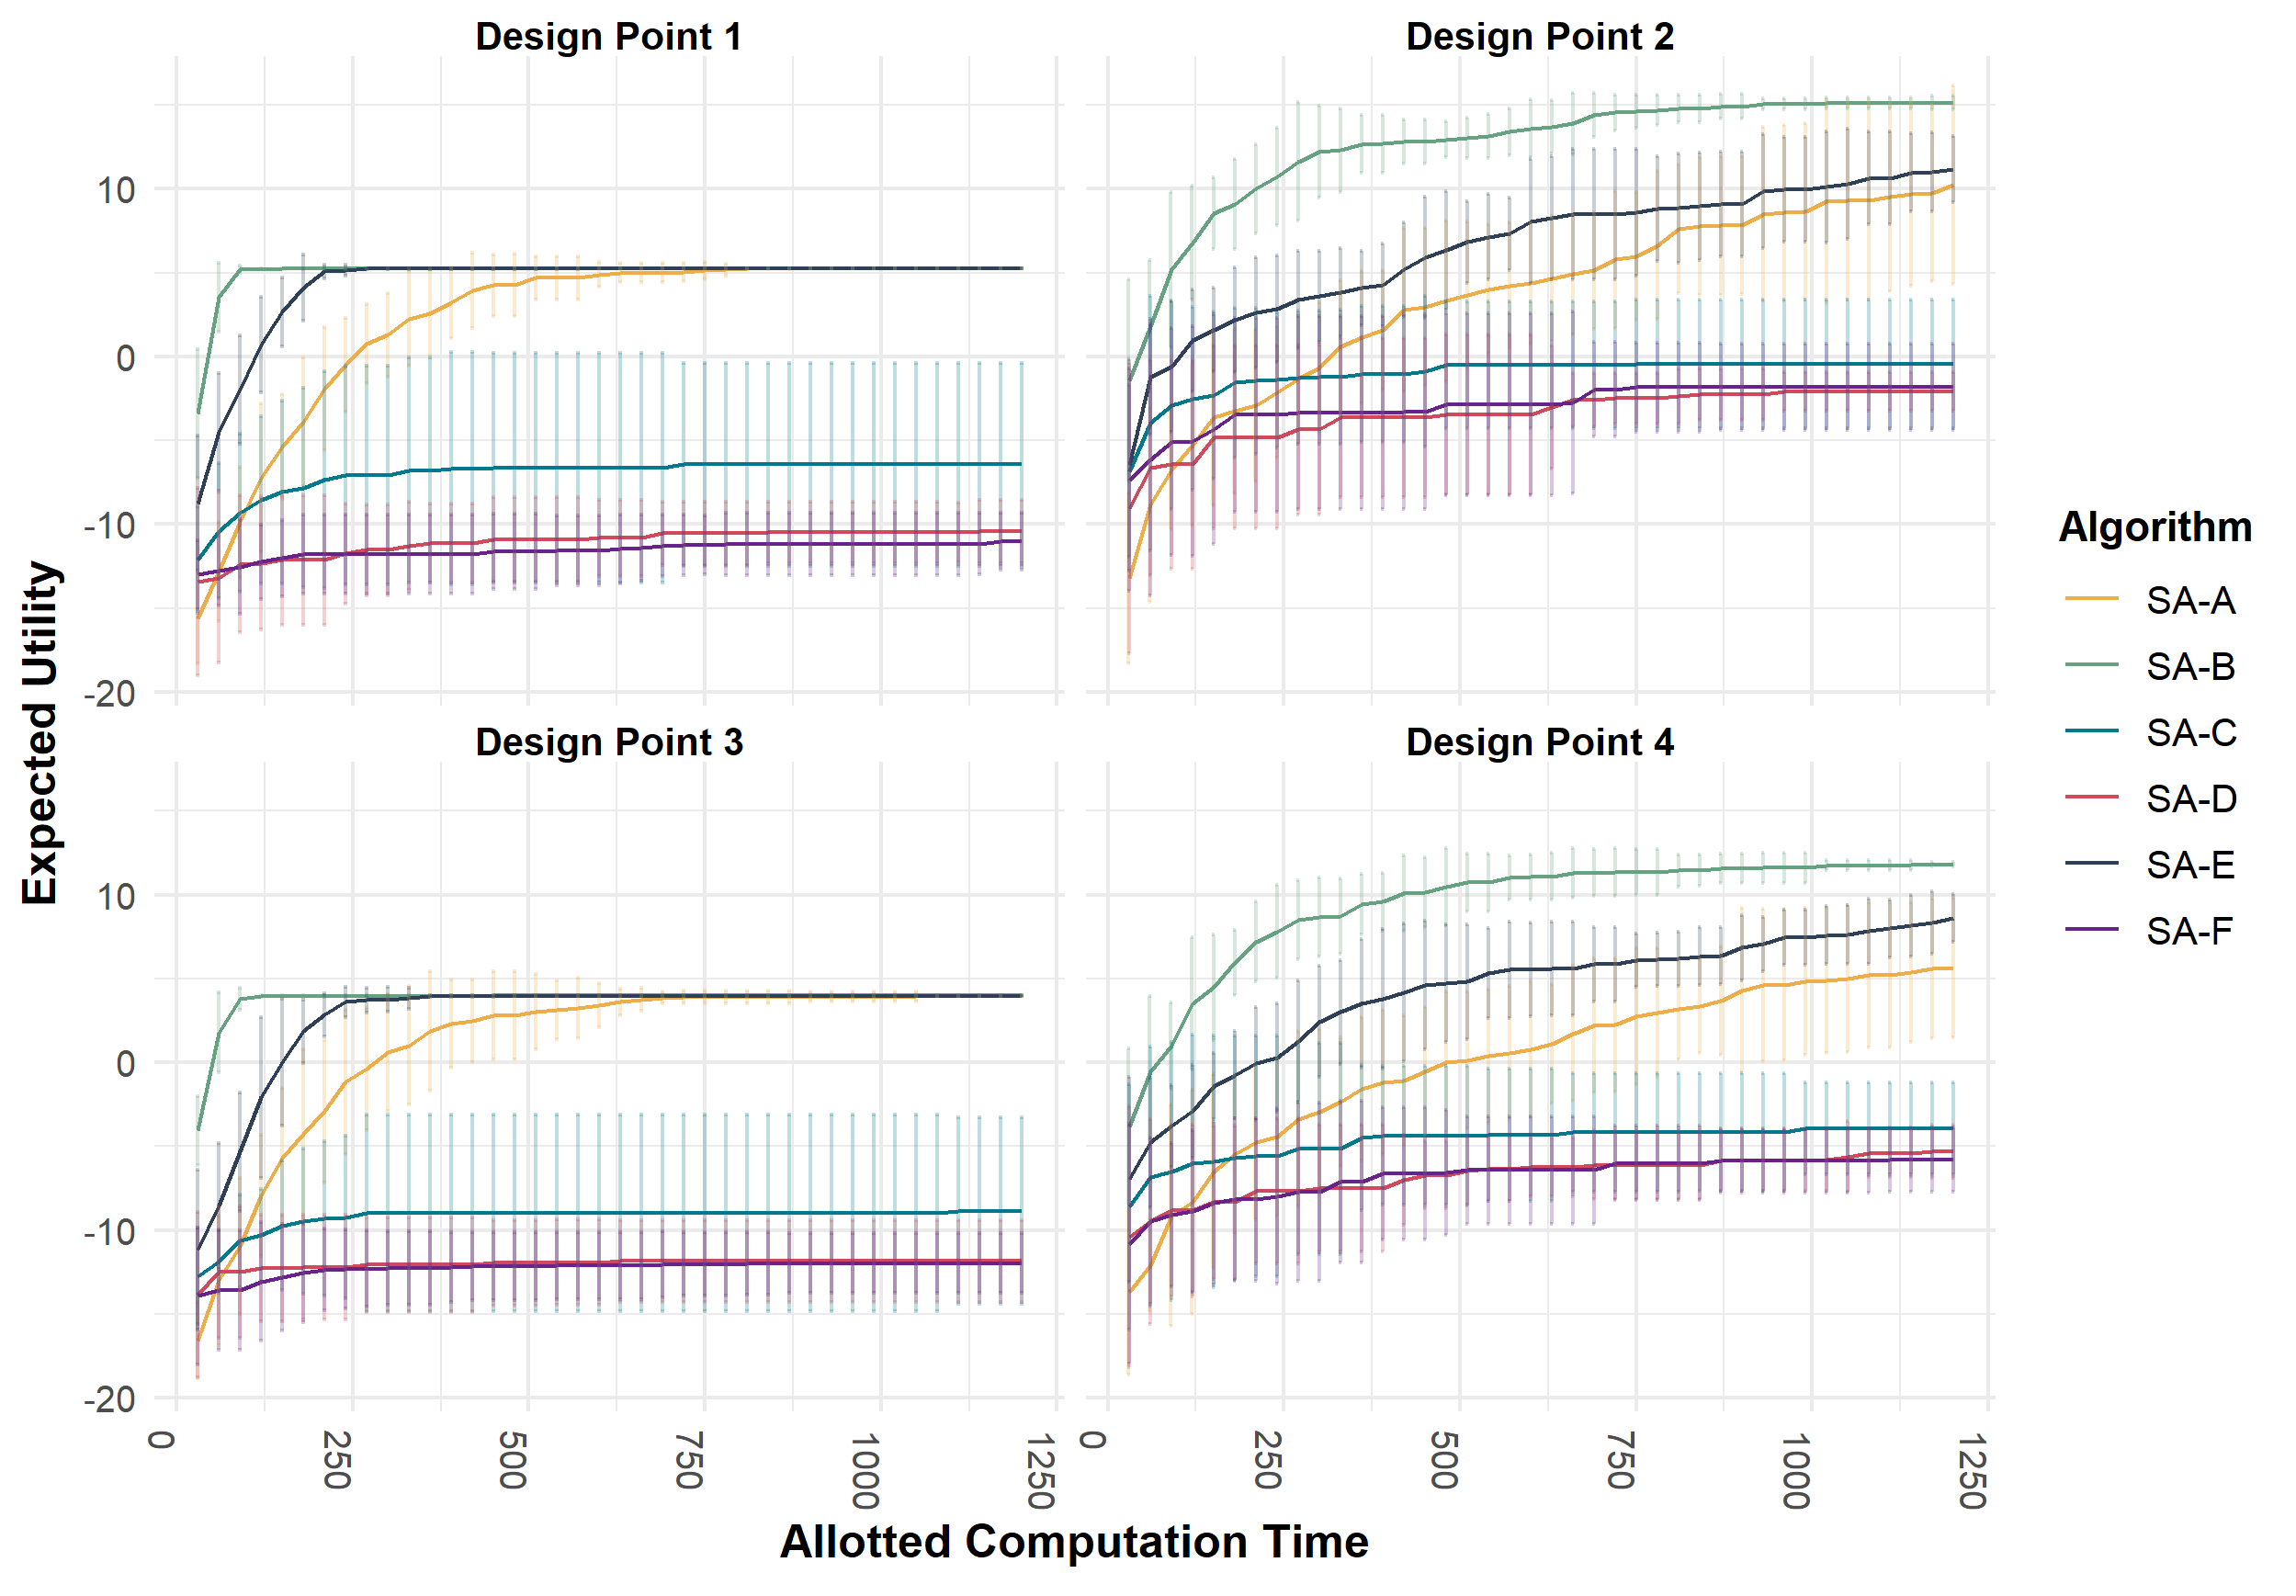 Design Point 1
Design Point 2
10
0
-10
-20
Design Point 3
Design Point 4
10
0
-10
-20
0
250
500
750
1000
1250
0
250
500
750
1000
1250
Expected Utility
Allotted Computation Time
Algorithm
SA-A
SA-B
SA-C
SA-D
SA-E
SA-F